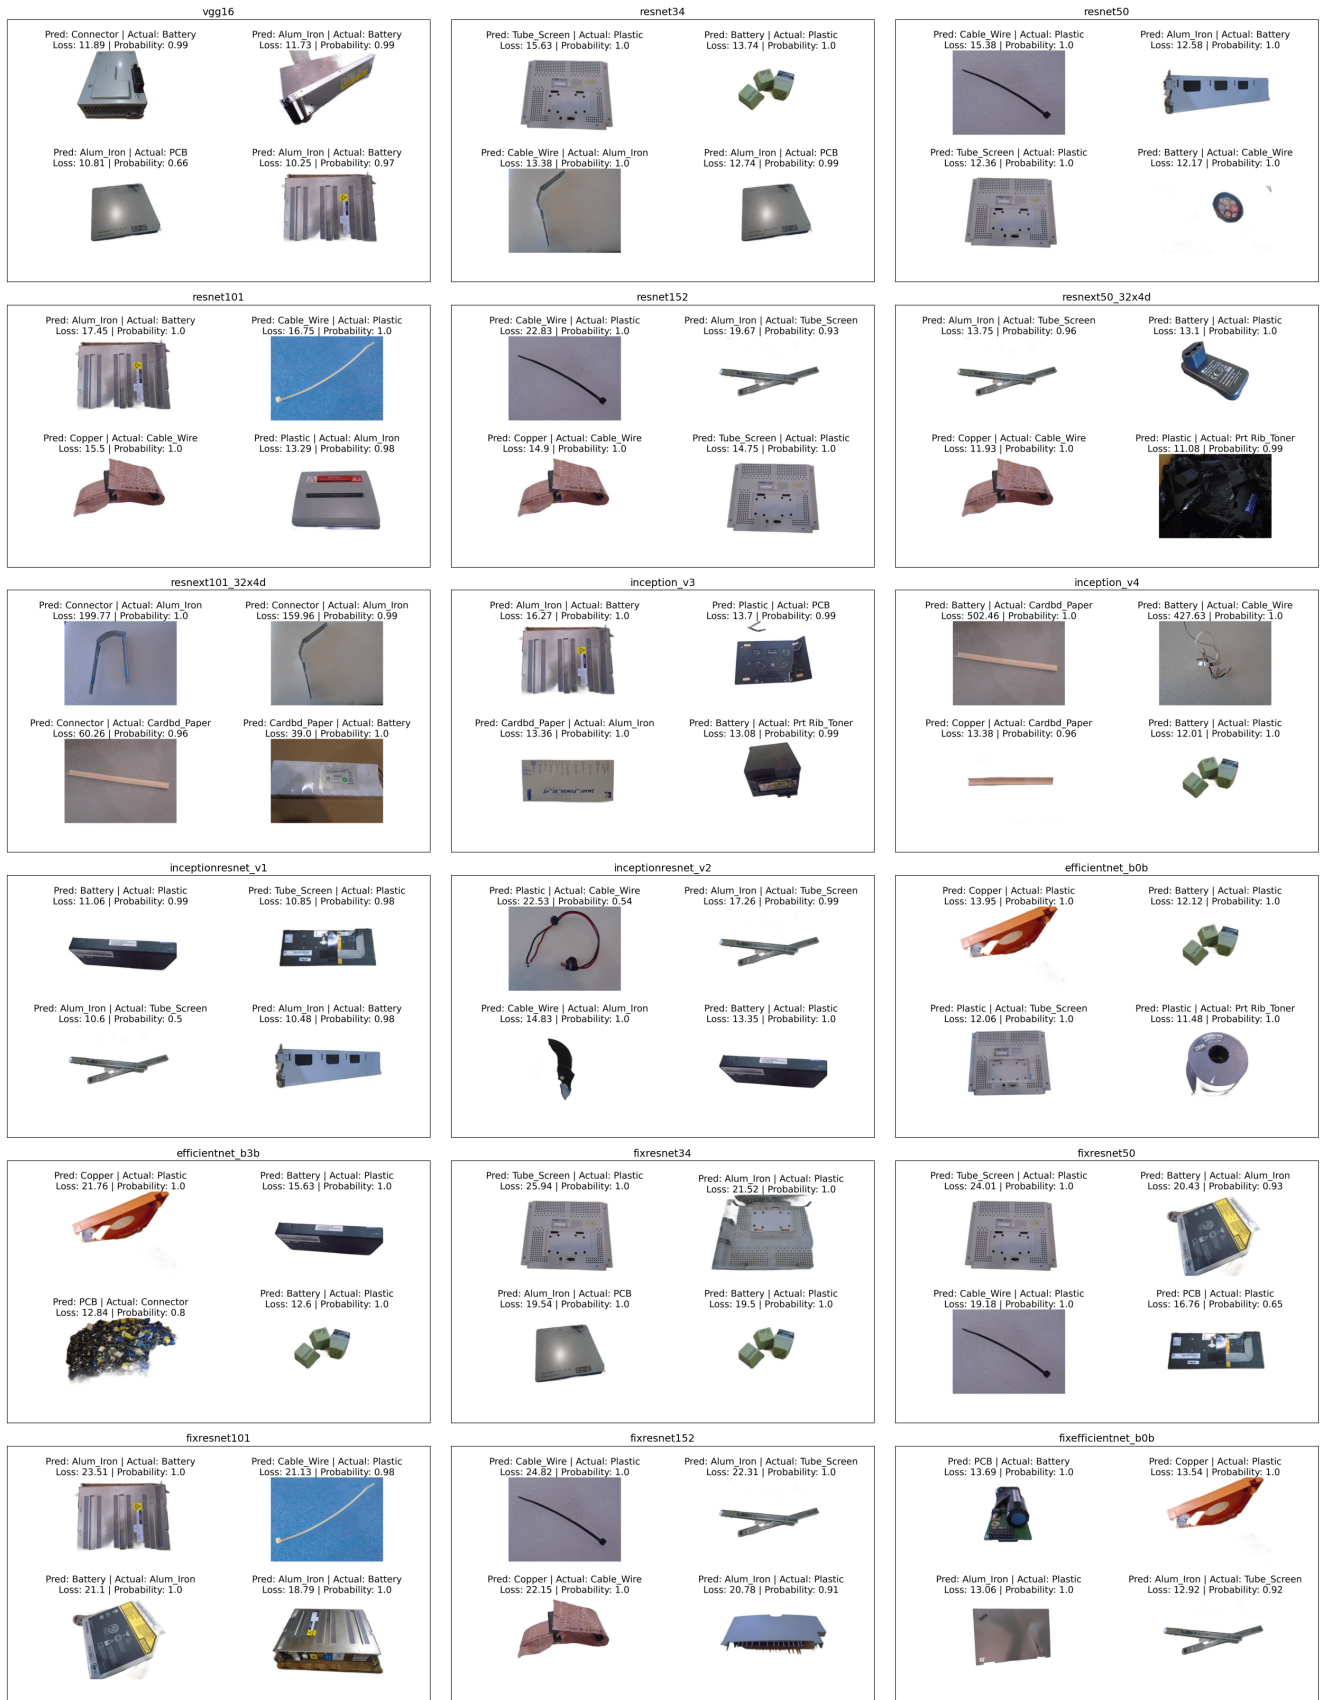 vgg16
Pred: Connector | Actual: Battery
Loss: 11.89 | Probability: 0.99
Pred: Alum_Iron | Actual: Battery
Loss: 11.73 | Probability: 0.99
Pred: Alum_Iron | Actual: PCB
Loss: 10.81 | Probability: 0.66
Pred: Alum_Iron | Actual: Battery
Loss: 10.25 | Probability: 0.97
resnet34
Pred: Tube_Screen | Actual: Plastic
Loss: 15.63 | Probability: 1.0
Pred: Battery | Actual: Plastic
Loss: 13.74 | Probability: 1.0
Pred: Cable_Wire | Actual: Alum_Iron
Loss: 13.38 | Probability: 1.0
Pred: Alum_Iron | Actual: PCB
Loss: 12.74 | Probability: 0.99
resnet50
Pred: Cable_Wire | Actual: Plastic
Loss: 15.38 | Probability: 1.0
Pred: Alum_Iron | Actual: Battery
Loss: 12.58 | Probability: 1.0
Pred: Tube_Screen | Actual: Plastic
Loss: 12.36 | Probability: 1.0
Pred: Battery | Actual: Cable_Wire
Loss: 12.17 | Probability: 1.0
resnet101
Pred: Alum_Iron | Actual: Battery
Loss: 17.45 | Probability: 1.0
Pred: Cable_Wire | Actual: Plastic
Loss: 16.75 | Probability: 1.0
Pred: Copper | Actual: Cable_Wire
Loss: 15.5 | Probability: 1.0
Pred: Plastic | Actual: Alum_Iron
Loss: 13.29 | Probability: 0.98
resnet152
Pred: Cable_Wire | Actual: Plastic
Loss: 22.83 | Probability: 1.0
Pred: Alum_Iron | Actual: Tube_Screen
Loss: 19.67 | Probability: 0.93
Pred: Copper | Actual: Cable_Wire
Loss: 14.9 | Probability: 1.0
Pred: Tube_Screen | Actual: Plastic
Loss: 14.75 | Probability: 1.0
resnext50_32x4d
Pred: Alum_Iron | Actual: Tube_Screen
Loss: 13.75 | Probability: 0.96
Pred: Battery | Actual: Plastic
Loss: 13.1 | Probability: 1.0
Pred: Copper | Actual: Cable_Wire
Loss: 11.93 | Probability: 1.0
Pred: Plastic | Actual: Prt Rib_Toner
Loss: 11.08 | Probability: 0.99
resnext101_32x4d
Pred: Connector | Actual: Alum_Iron
Loss: 199.77 | Probability: 1.0
Pred: Connector | Actual: Alum_Iron
Loss: 159.96 | Probability: 0.99
Pred: Connector | Actual: Cardbd_Paper
Loss: 60.26 | Probability: 0.96
Pred: Cardbd_Paper | Actual: Battery
Loss: 39.0 | Probability: 1.0
inception_v3
Pred: Alum_Iron | Actual: Battery
Loss: 16.27 | Probability: 1.0
Pred: Plastic | Actual: PCB
Loss: 13.7 | Probability: 0.99
Pred: Cardbd_Paper | Actual: Alum_Iron
Loss: 13.36 | Probability: 1.0
Pred: Battery | Actual: Prt Rib_Toner
Loss: 13.08 | Probability: 0.99
inception_v4
Pred: Battery | Actual: Cardbd_Paper
Loss: 502.46 | Probability: 1.0
Pred: Battery | Actual: Cable_Wire
Loss: 427.63 | Probability: 1.0
Pred: Copper | Actual: Cardbd_Paper
Loss: 13.38 | Probability: 0.96
Pred: Battery | Actual: Plastic
Loss: 12.01 | Probability: 1.0
inceptionresnet_v1
Pred: Battery | Actual: Plastic
Loss: 11.06 | Probability: 0.99
Pred: Tube_Screen | Actual: Plastic
Loss: 10.85 | Probability: 0.98
Pred: Alum_Iron | Actual: Tube_Screen
Loss: 10.6 | Probability: 0.5
Pred: Alum_Iron | Actual: Battery
Loss: 10.48 | Probability: 0.98
inceptionresnet_v2
Pred: Plastic | Actual: Cable_Wire
Loss: 22.53 | Probability: 0.54
Pred: Alum_Iron | Actual: Tube_Screen
Loss: 17.26 | Probability: 0.99
Pred: Cable_Wire | Actual: Alum_Iron
Loss: 14.83 | Probability: 1.0
Pred: Battery | Actual: Plastic
Loss: 13.35 | Probability: 1.0
efficientnet_b0b
Pred: Copper | Actual: Plastic
Loss: 13.95 | Probability: 1.0
Pred: Battery | Actual: Plastic
Loss: 12.12 | Probability: 1.0
Pred: Plastic | Actual: Tube_Screen
Loss: 12.06 | Probability: 1.0
Pred: Plastic | Actual: Prt Rib_Toner
Loss: 11.48 | Probability: 1.0
efficientnet_b3b
Pred: Copper | Actual: Plastic
Loss: 21.76 | Probability: 1.0
Pred: Battery | Actual: Plastic
Loss: 15.63 | Probability: 1.0
Pred: PCB | Actual: Connector
Loss: 12.84 | Probability: 0.8
Pred: Battery | Actual: Plastic
Loss: 12.6 | Probability: 1.0
fixresnet34
Pred: Tube_Screen | Actual: Plastic
Loss: 25.94 | Probability: 1.0
Pred: Alum_Iron | Actual: Plastic
Loss: 21.52 | Probability: 1.0
Pred: Alum_Iron | Actual: PCB
Loss: 19.54 | Probability: 1.0
Pred: Battery | Actual: Plastic
Loss: 19.5 | Probability: 1.0
fixresnet50
Pred: Tube_Screen | Actual: Plastic
Loss: 24.01 | Probability: 1.0
Pred: Battery | Actual: Alum_Iron
Loss: 20.43 | Probability: 0.93
Pred: Cable_Wire | Actual: Plastic
Loss: 19.18 | Probability: 1.0
Pred: PCB | Actual: Plastic
Loss: 16.76 | Probability: 0.65
fixresnet101
Pred: Alum_Iron | Actual: Battery
Loss: 23.51 | Probability: 1.0
Pred: Cable_Wire | Actual: Plastic
Loss: 21.13 | Probability: 0.98
Pred: Battery | Actual: Alum_Iron
Loss: 21.1 | Probability: 1.0
Pred: Alum_Iron | Actual: Battery
Loss: 18.79 | Probability: 1.0
fixresnet152
Pred: Cable_Wire | Actual: Plastic
Loss: 24.82 | Probability: 1.0
Pred: Alum_Iron | Actual: Tube_Screen
Loss: 22.31 | Probability: 1.0
Pred: Copper | Actual: Cable_Wire
Loss: 22.15 | Probability: 1.0
Pred: Alum_Iron | Actual: Plastic
Loss: 20.78 | Probability: 0.91
fixefficientnet_b0b
Pred: PCB | Actual: Battery
Loss: 13.69 | Probability: 1.0
Pred: Copper | Actual: Plastic
Loss: 13.54 | Probability: 1.0
Pred: Alum_Iron | Actual: Plastic
Loss: 13.06 | Probability: 1.0
Pred: Alum_Iron | Actual: Tube_Screen
Loss: 12.92 | Probability: 0.92